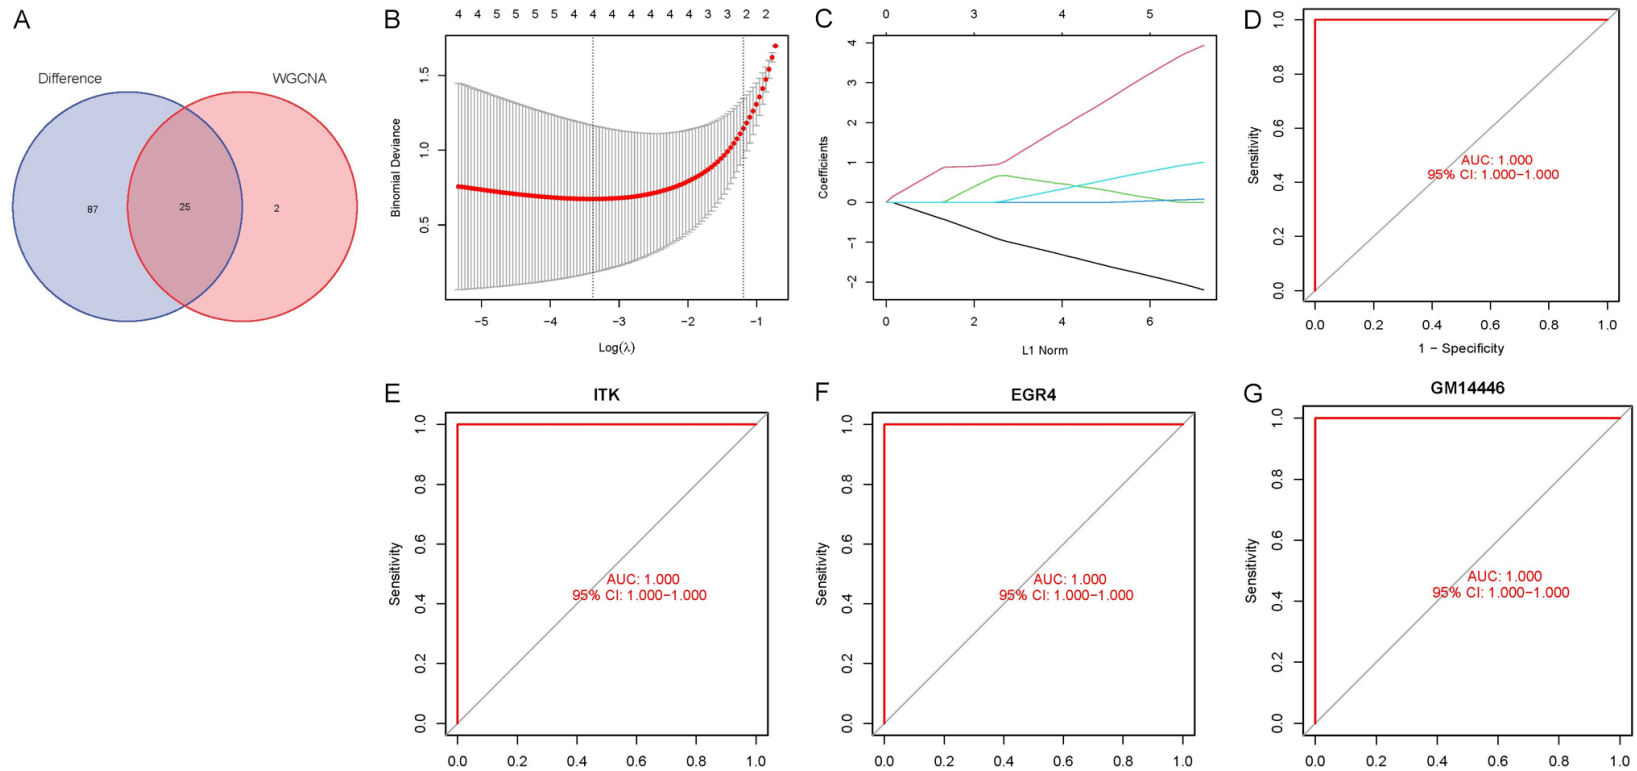 A
Difference
WGCNA
87
25
2
B
4 4 5 5 5 5 4 4 4 4 4 4 3 3 2 2
1.5
1.0
0.5
Binomial Deviance
−5 −4 −3 −2 −1
Log(λ)
C
0 3 4 5
4
3
2
1
0
−1
−2
Coefficients
0 2 4 6
L1 Norm
D
1.0
0.8
0.6
0.4
0.2
0.0
Sensitivity
AUC: 1.000
95% CI: 1.000−1.000
0.0 0.2 0.4 0.6 0.8 1.0
1 − Specificity
E
ITK
1.0
0.8
0.6
0.4
0.2
0.0
Sensitivity
AUC: 1.000
95% CI: 1.000−1.000
0.0 0.2 0.4 0.6 0.8 1.0
F
EGR4
1.0
0.8
0.6
0.4
0.2
0.0
Sensitivity
AUC: 1.000
95% CI: 1.000−1.000
0.0 0.2 0.4 0.6 0.8 1.0
G
GM14446
1.0
0.8
0.6
0.4
0.2
0.0
Sensitivity
AUC: 1.000
95% CI: 1.000−1.000
0.0 0.2 0.4 0.6 0.8 1.0